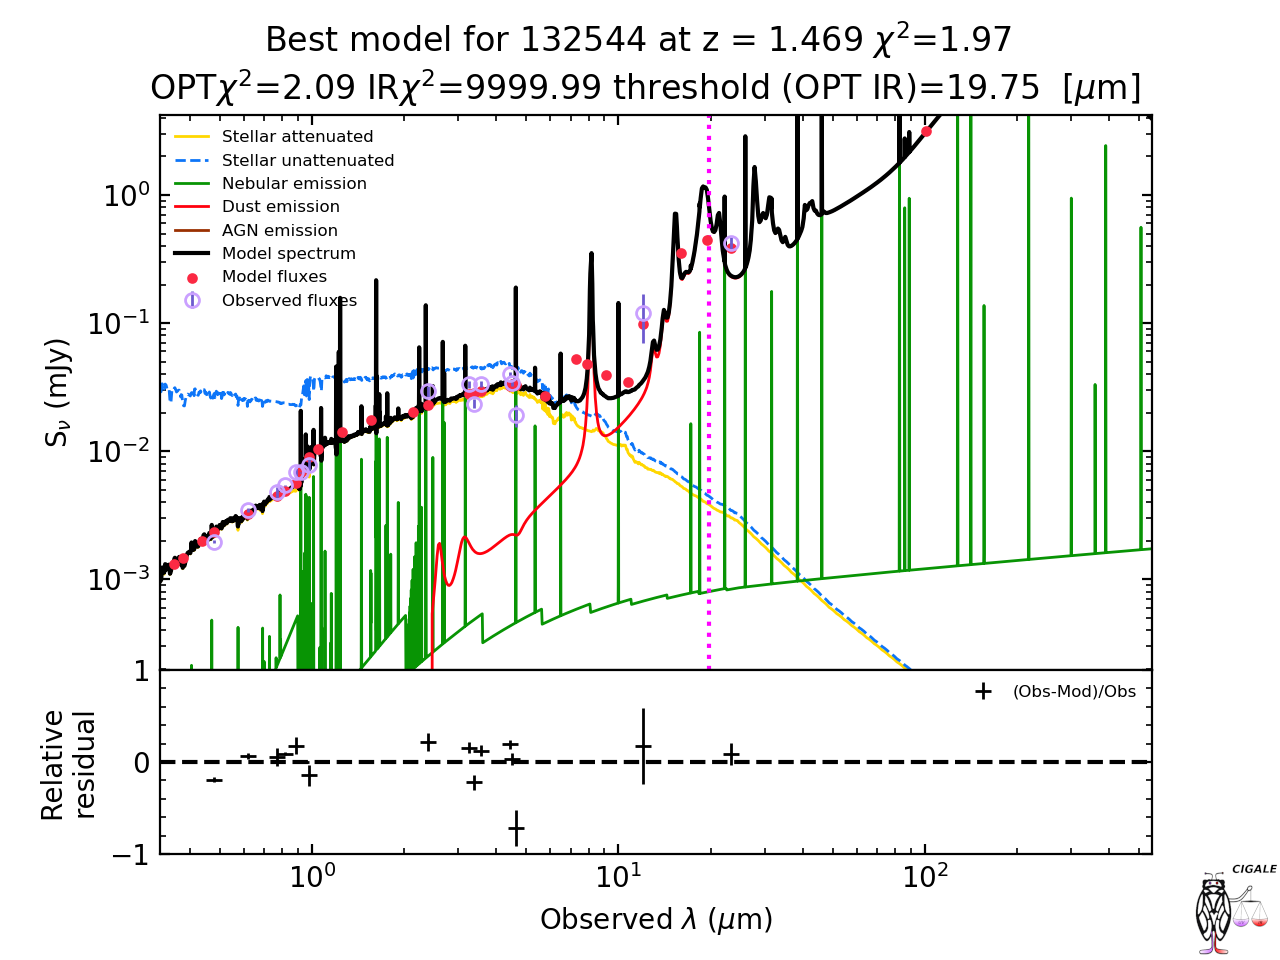 Best model for 132544 at z = 1.469 χ²=1.97
OPTχ²=2.09 IRχ²=9999.99 threshold (OPT IR)=19.75 [μm]
Stellar attenuated
Stellar unattenuated
Nebular emission
Dust emission
AGN emission
Model spectrum
Model fluxes
Observed fluxes
10⁰
10⁻¹
10⁻²
10⁻³
S_ν (mJy)
1
0
−1
Relative
residual
(Obs-Mod)/Obs
10⁰ 10¹ 10²
Observed λ (μm)
CIGALE